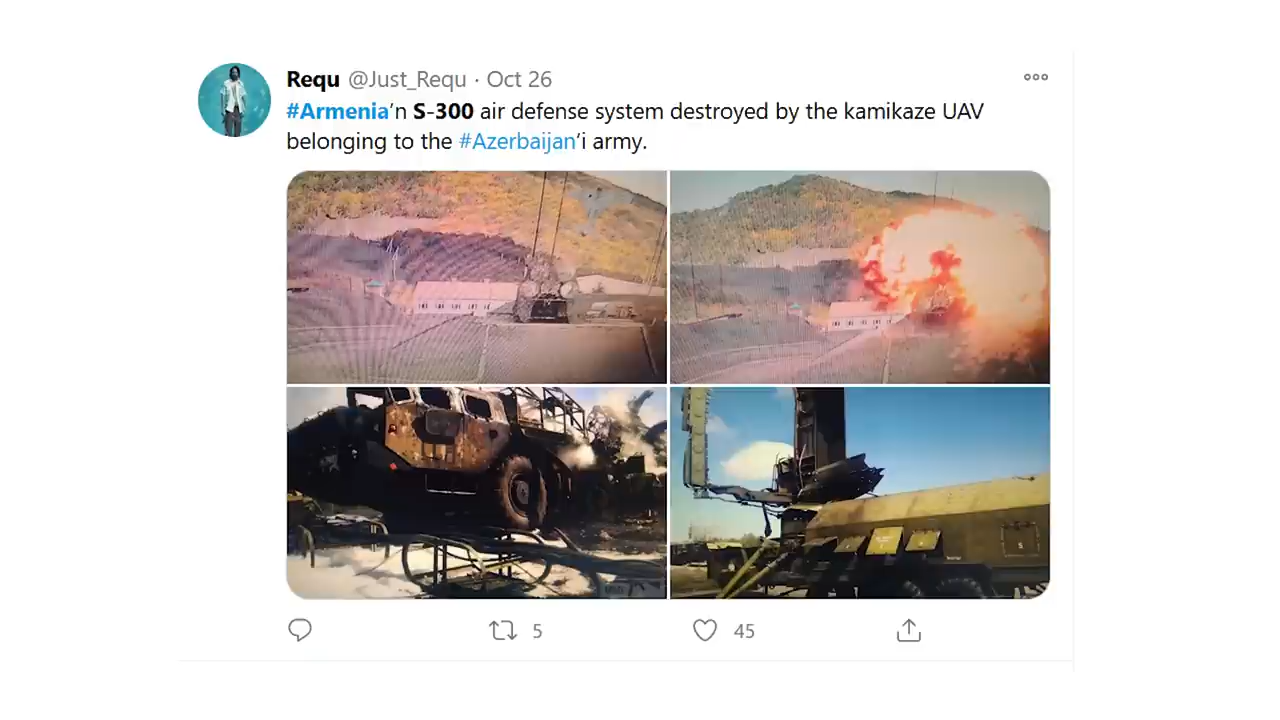 Requ @Just_Requ · Oct 26
#Armenia'n S-300 air defense system destroyed by the kamikaze UAV
belonging to the #Azerbaijan'i army.
5 45